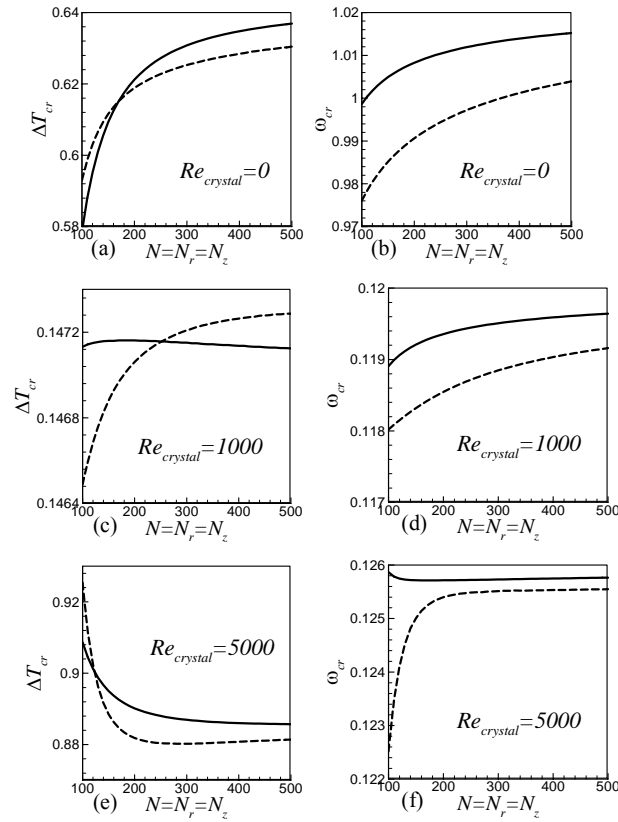 0.64
0.62
0.6
0.58
ΔT_cr
Re_crystal=0
100 200 300 400 500
(a) N=N_r=N_z
1.02
1.01
1
0.99
0.98
0.97
ω_cr
Re_crystal=0
100 200 300 400 500
(b) N=N_r=N_z
0.1472
0.1468
0.1464
ΔT_cr
Re_crystal=1000
100 200 300 400 500
(c) N=N_r=N_z
0.12
0.119
0.118
0.117
ω_cr
Re_crystal=1000
100 200 300 400 500
(d) N=N_r=N_z
0.92
0.9
0.88
ΔT_cr
Re_crystal=5000
100 200 300 400 500
(e) N=N_r=N_z
0.126
0.125
0.124
0.123
0.122
ω_cr
Re_crystal=5000
100 200 300 400 500
(f) N=N_r=N_z